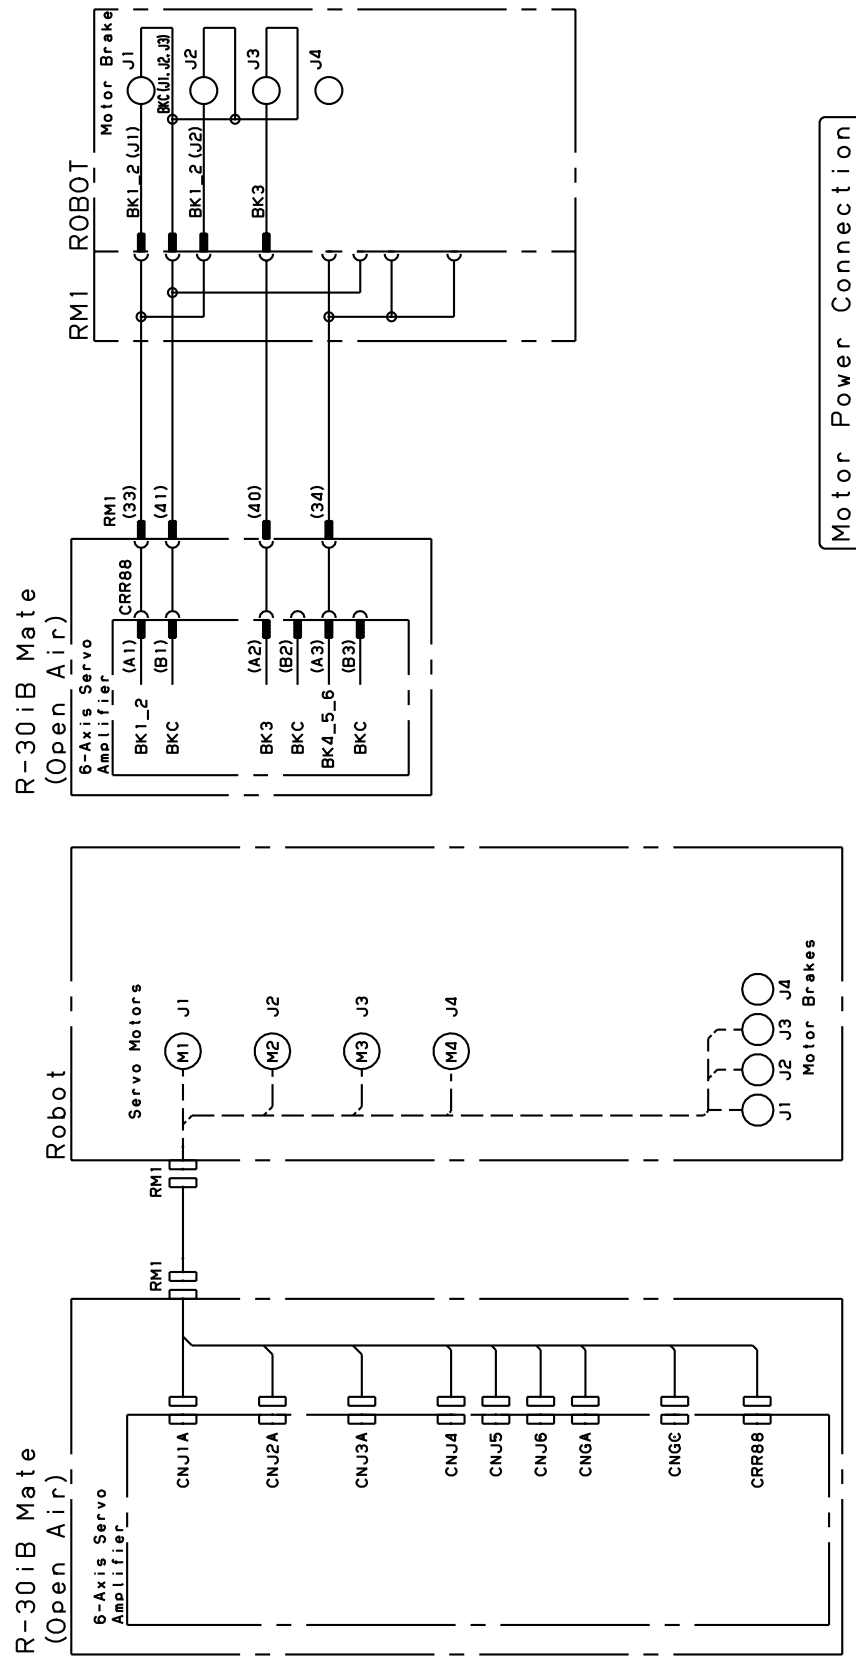 R-30iB Mate
(Open Air)
6-Axis Servo
Amplifier
CNJ1A
CNJ2A
CNJ3A
CNJ4
CNJ5
CNJ6
CNGA
CNGC
CRR88
RM1
RM1
Robot
Servo Motors
M1
J1
M2
J2
M3
J3
M4
J4
J1
J2
J3
J4
Motor Brakes
R-30iB Mate
(Open Air)
6-Axis Servo
Amplifier
CRR88
RM1
BK1_2
(A1)
(33)
BKC
(B1)
(41)
BK3
(A2)
(40)
BKC
(B2)
BK4_5_6
(A3)
(34)
BKC
(B3)
RM1
ROBOT
Motor Brake
BK1_2 (J1)
J1
BKC(J1, J2, J3)
BK1_2 (J2)
J2
BK3
J3
J4
Motor Power Connection